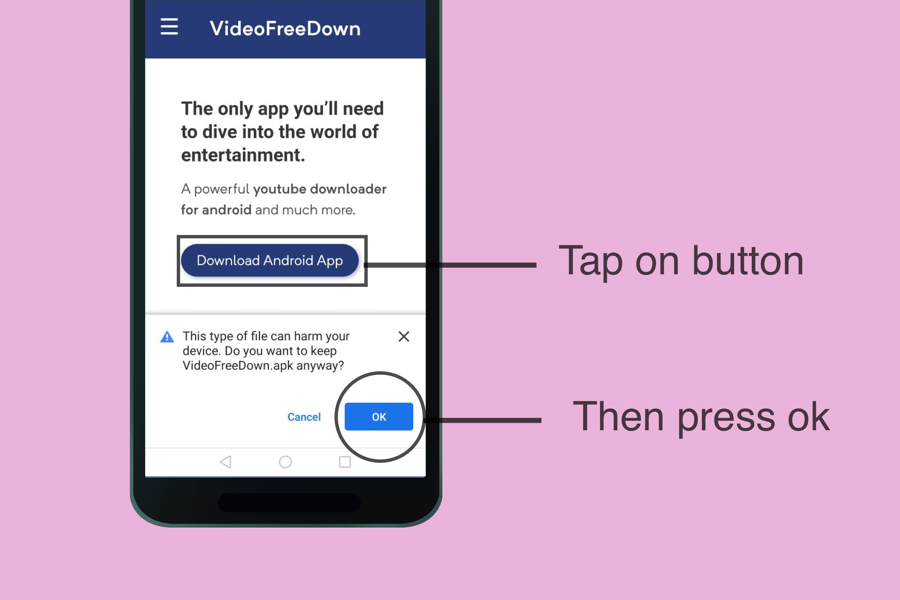 VideoFreeDown
The only app you’ll need
to dive into the world of
entertainment.
A powerful youtube downloader
for android and much more.
Download Android App
Tap on button
This type of file can harm your
device. Do you want to keep
VideoFreeDown.apk anyway?
Cancel
OK
Then press ok